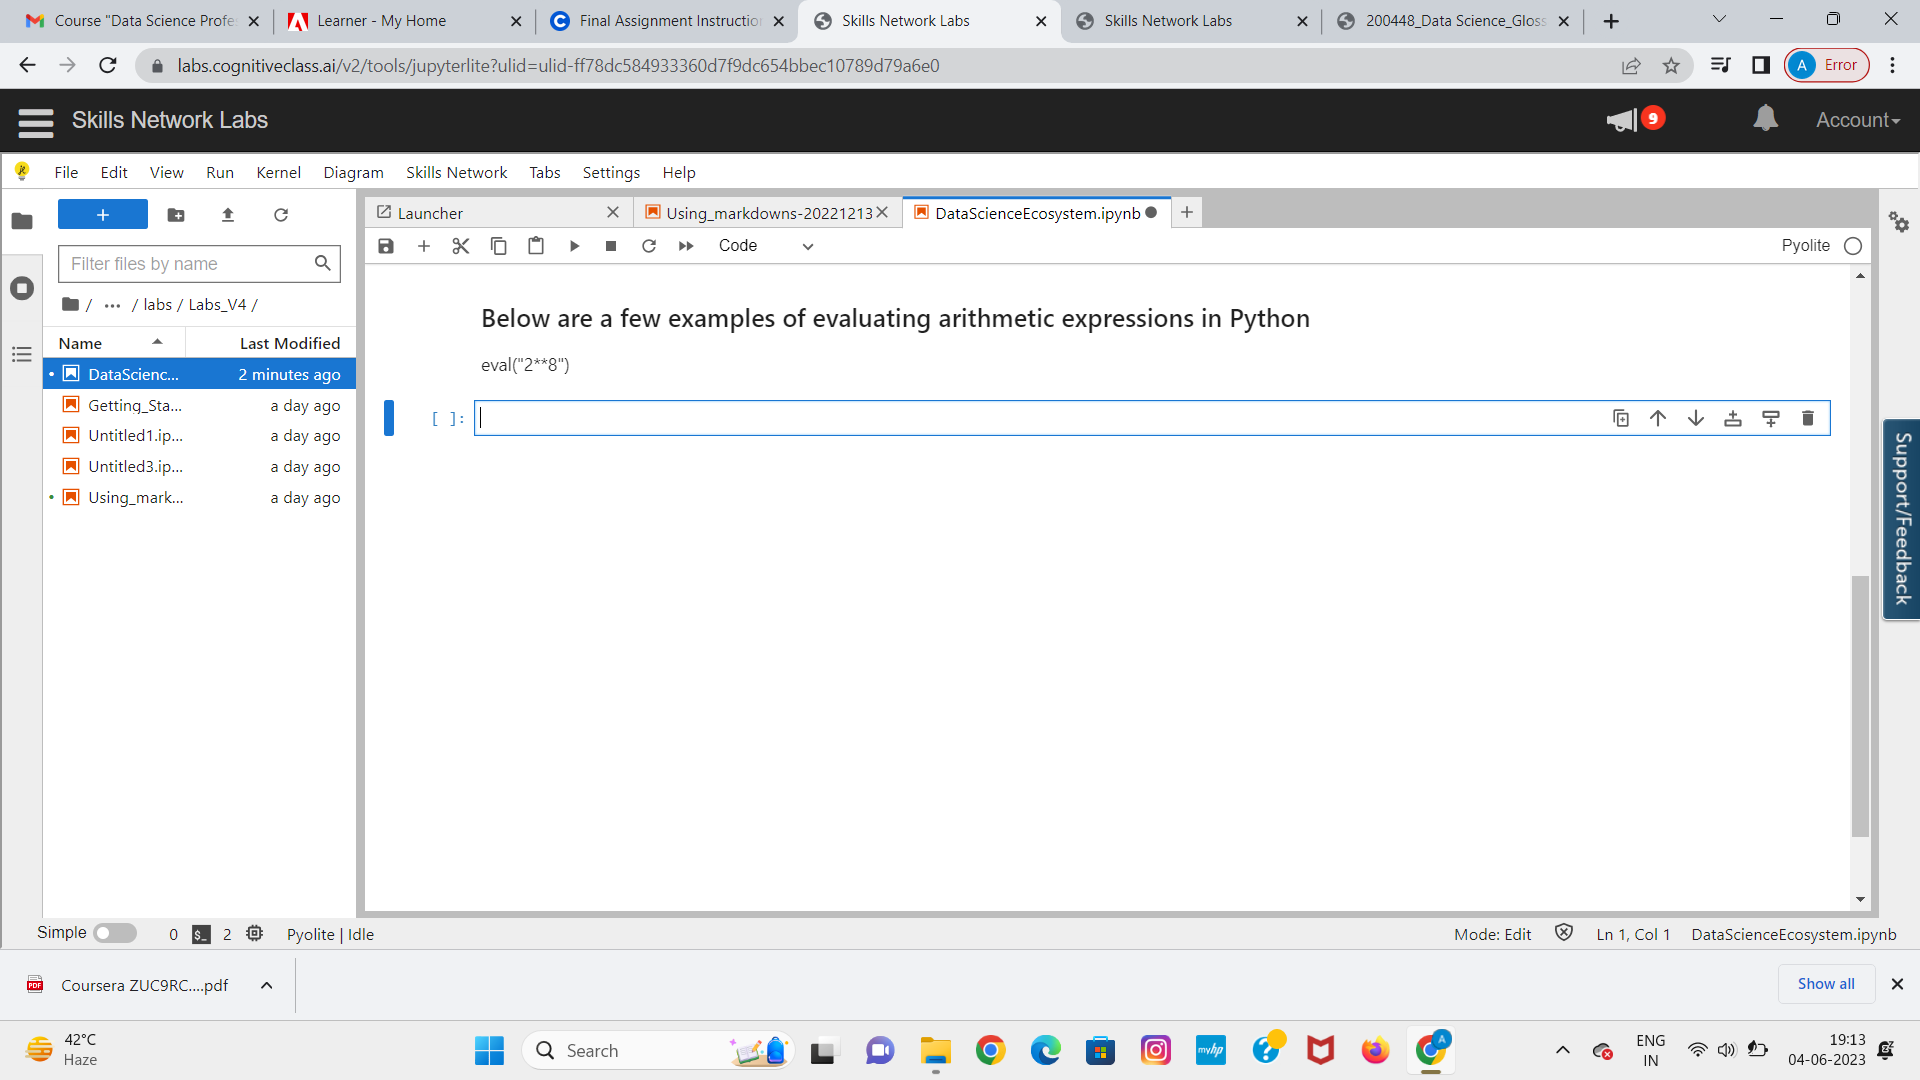 Course "Data Science Profe
Learner - My Home
Final Assignment Instructio
Skills Network Labs
Skills Network Labs
200448_Data Science_Gloss
labs.cognitiveclass.ai/v2/tools/jupyterlite?ulid=ulid-ff78dc584933360d7f9dc654bbec10789d79a6e0
A Error
Skills Network Labs
9
Account
File Edit View Run Kernel Diagram Skills Network Tabs Settings Help
Launcher
Using_markdowns-20221213
DataScienceEcosystem.ipynb
Code
Pyolite
Filter files by name
/ ... / labs / Labs_V4 /
Name Last Modified
DataScienc... 2 minutes ago
Getting_Sta... a day ago
Untitled1.ip... a day ago
Untitled3.ip... a day ago
Using_mark... a day ago
Below are a few examples of evaluating arithmetic expressions in Python
eval("2**8")
[ ]:
Support/Feedback
Simple 0 $_ 2 Pyolite | Idle
Mode: Edit Ln 1, Col 1 DataScienceEcosystem.ipynb
PDF Coursera ZUC9RC....pdf
Show all
42°C
Haze
Search
myhp
A
ENG
IN
19:13
04-06-2023